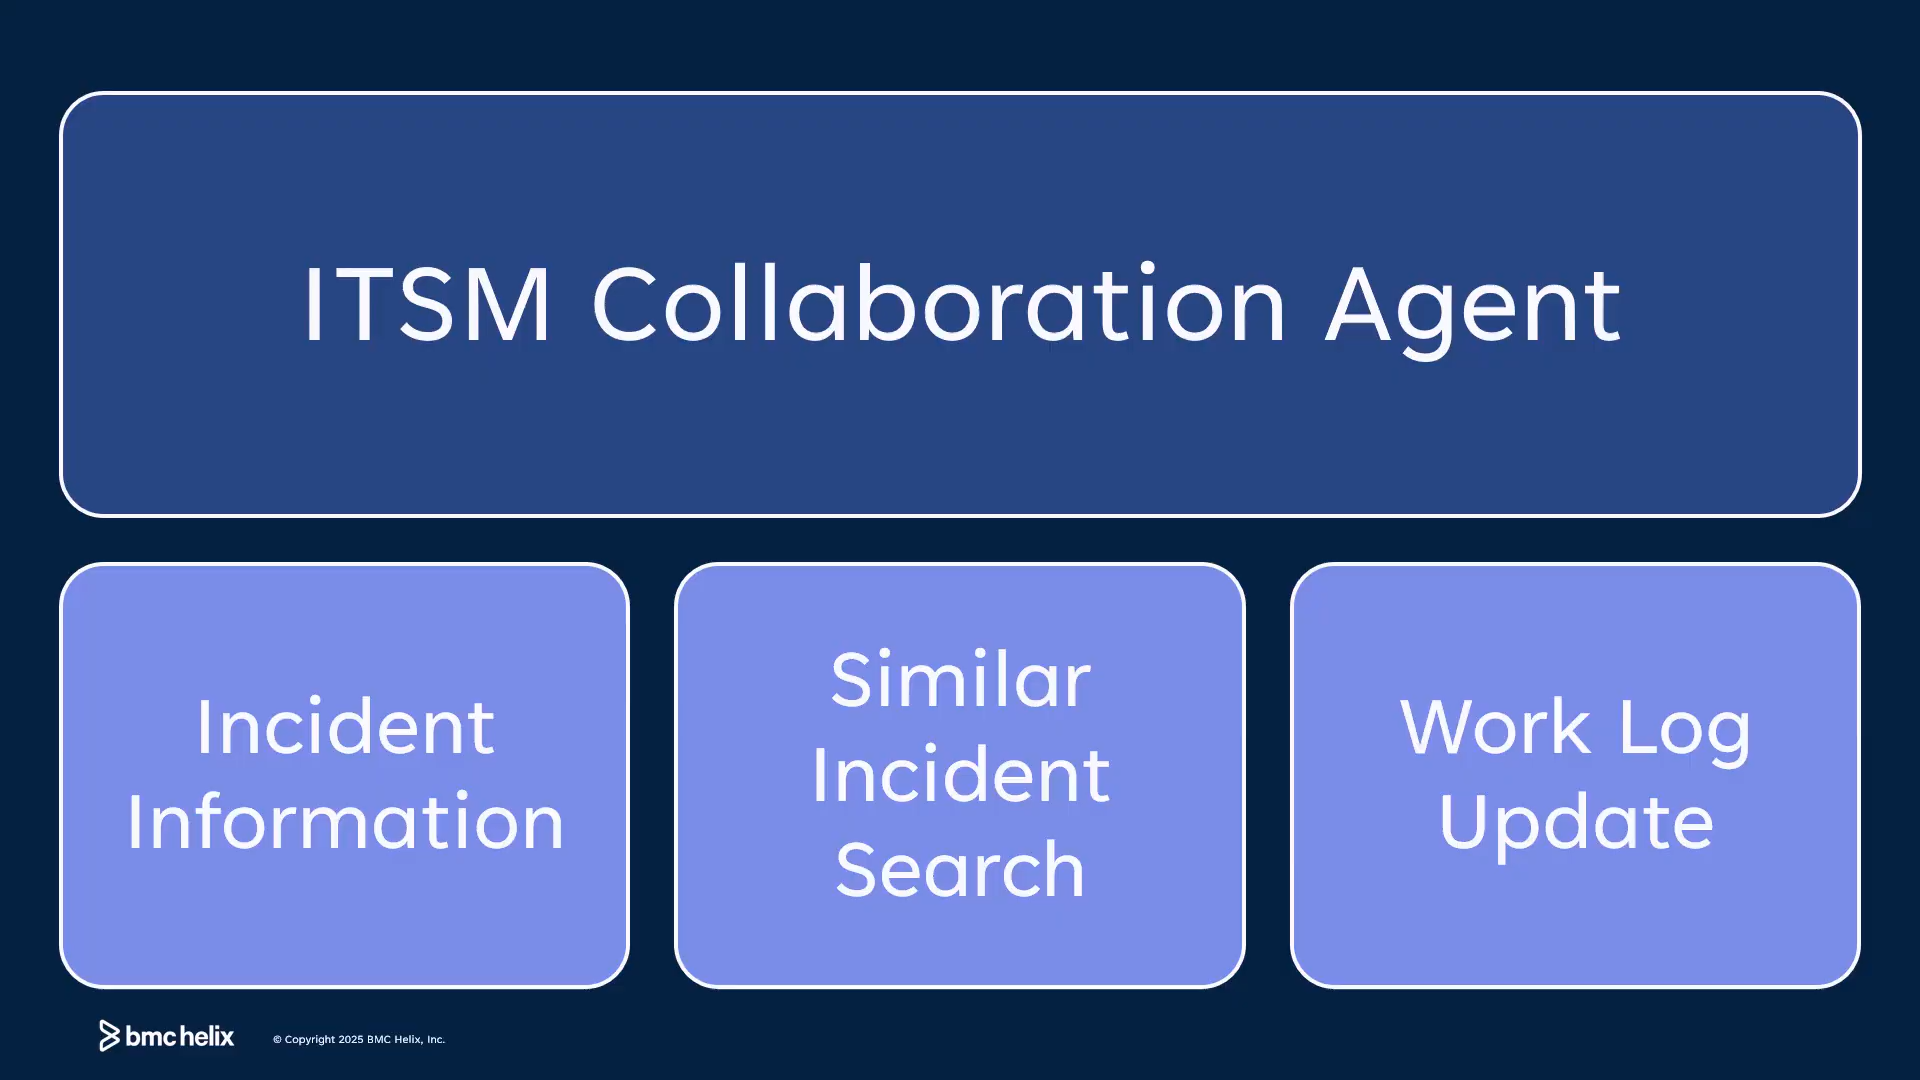 ITSM Collaboration Agent
Incident
Information
Similar
Incident
Search
Work Log
Update
bmc helix
© Copyright 2025 BMC Helix, Inc.